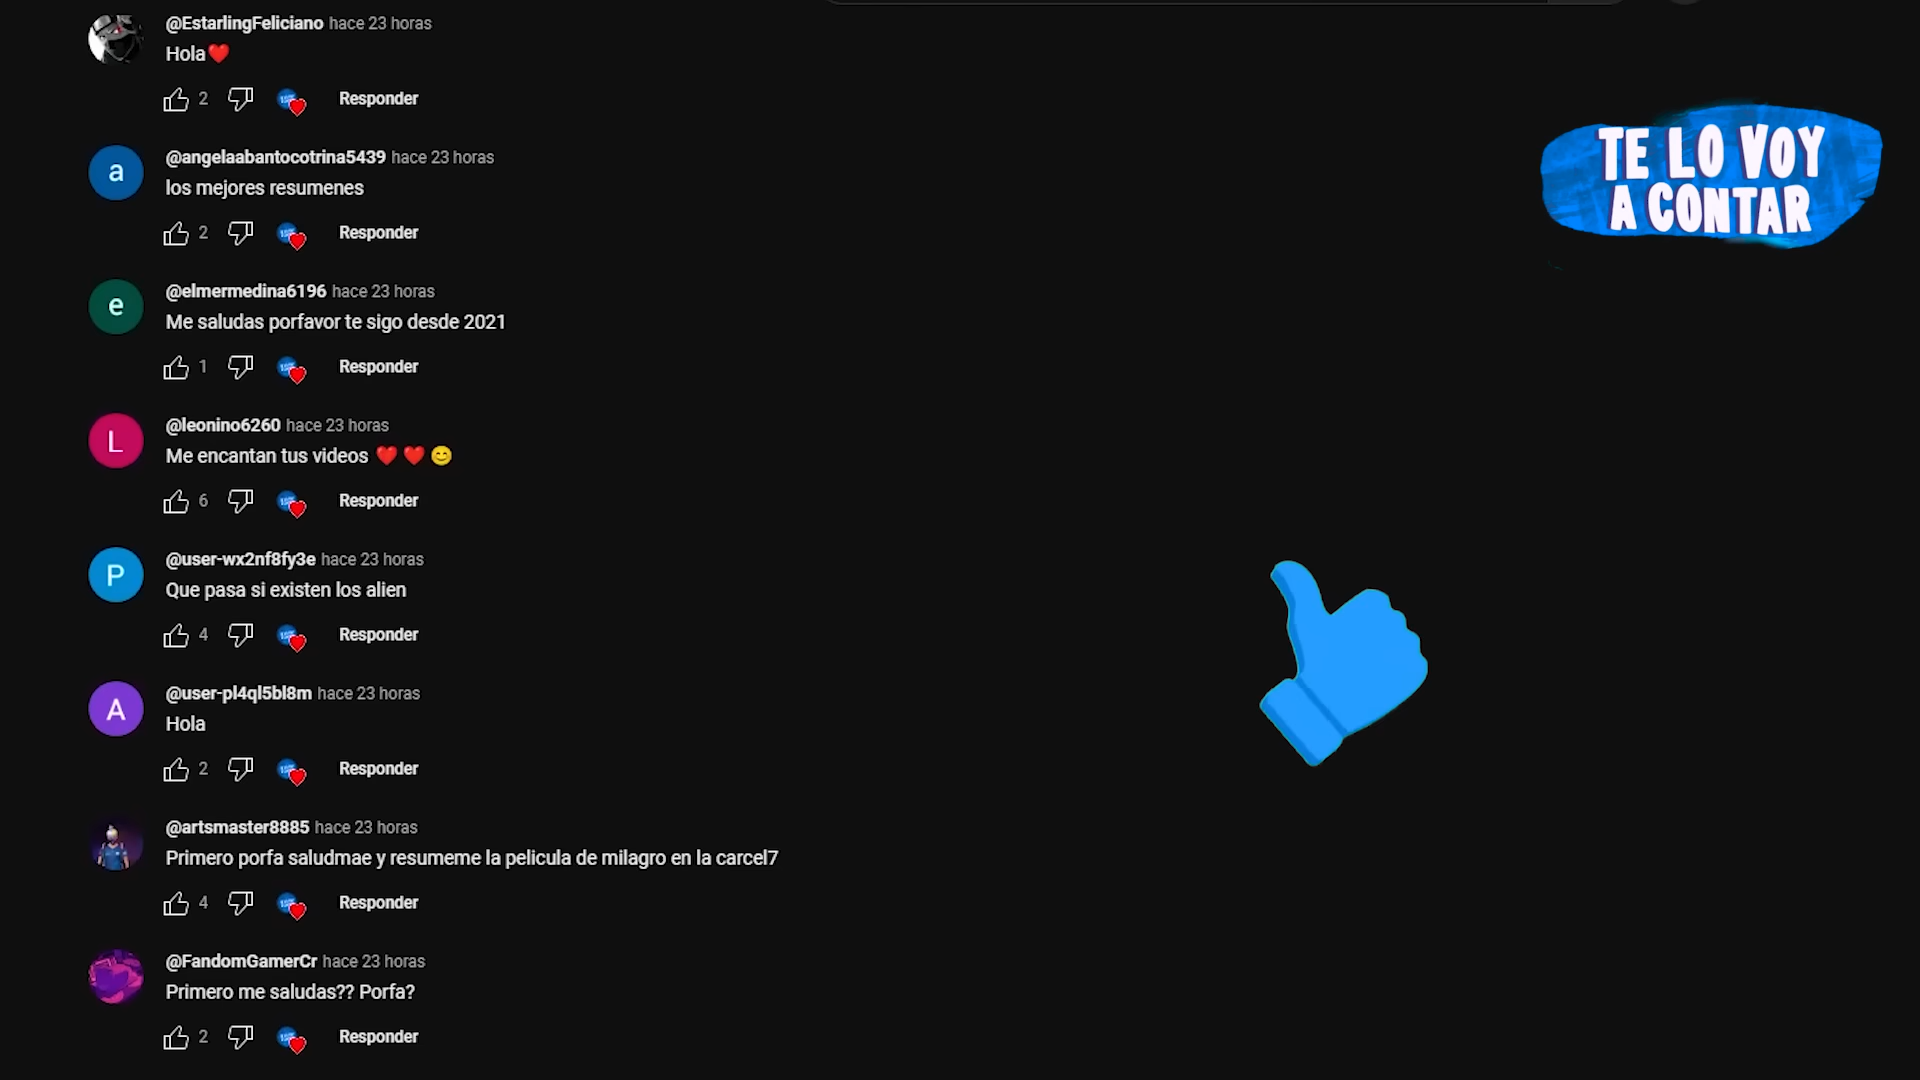 @EstarlingFeliciano hace 23 horas
Hola❤️
2 Responder
@angelaabantocotrina5439 hace 23 horas
los mejores resumenes
2 Responder
@elmermedina6196 hace 23 horas
Me saludas porfavor te sigo desde 2021
1 Responder
@leonino6260 hace 23 horas
Me encantan tus videos ❤️ ❤️ 😊
6 Responder
@user-wx2nf8fy3e hace 23 horas
Que pasa si existen los alien
4 Responder
@user-pl4ql5bl8m hace 23 horas
Hola
2 Responder
@artsmaster8885 hace 23 horas
Primero porfa saludmae y resumeme la pelicula de milagro en la carcel7
4 Responder
@FandomGamerCr hace 23 horas
Primero me saludas?? Porfa?
2 Responder
a
e
L
P
A
TE LO VOY
A CONTAR